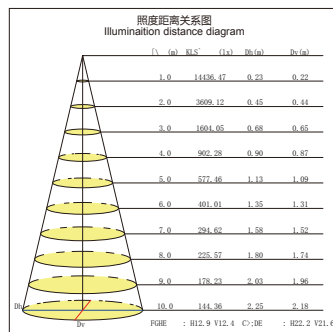 照度距离关系图
Illuminaition distance diagram
[\ (m) KLS` (lx) Dh(m) Dv(m)
1.0 14436.47 0.23 0.22
2.0 3609.12 0.45 0.44
3.0 1604.05 0.68 0.65
4.0 902.28 0.90 0.87
5.0 577.46 1.13 1.09
6.0 401.01 1.35 1.31
7.0 294.62 1.58 1.52
8.0 225.57 1.80 1.74
9.0 178.23 2.03 1.96
Dh 10.0 144.36 2.25 2.18
Dv
FGHE : H12.9 V12.4 C>;DE : H22.2 V21.6